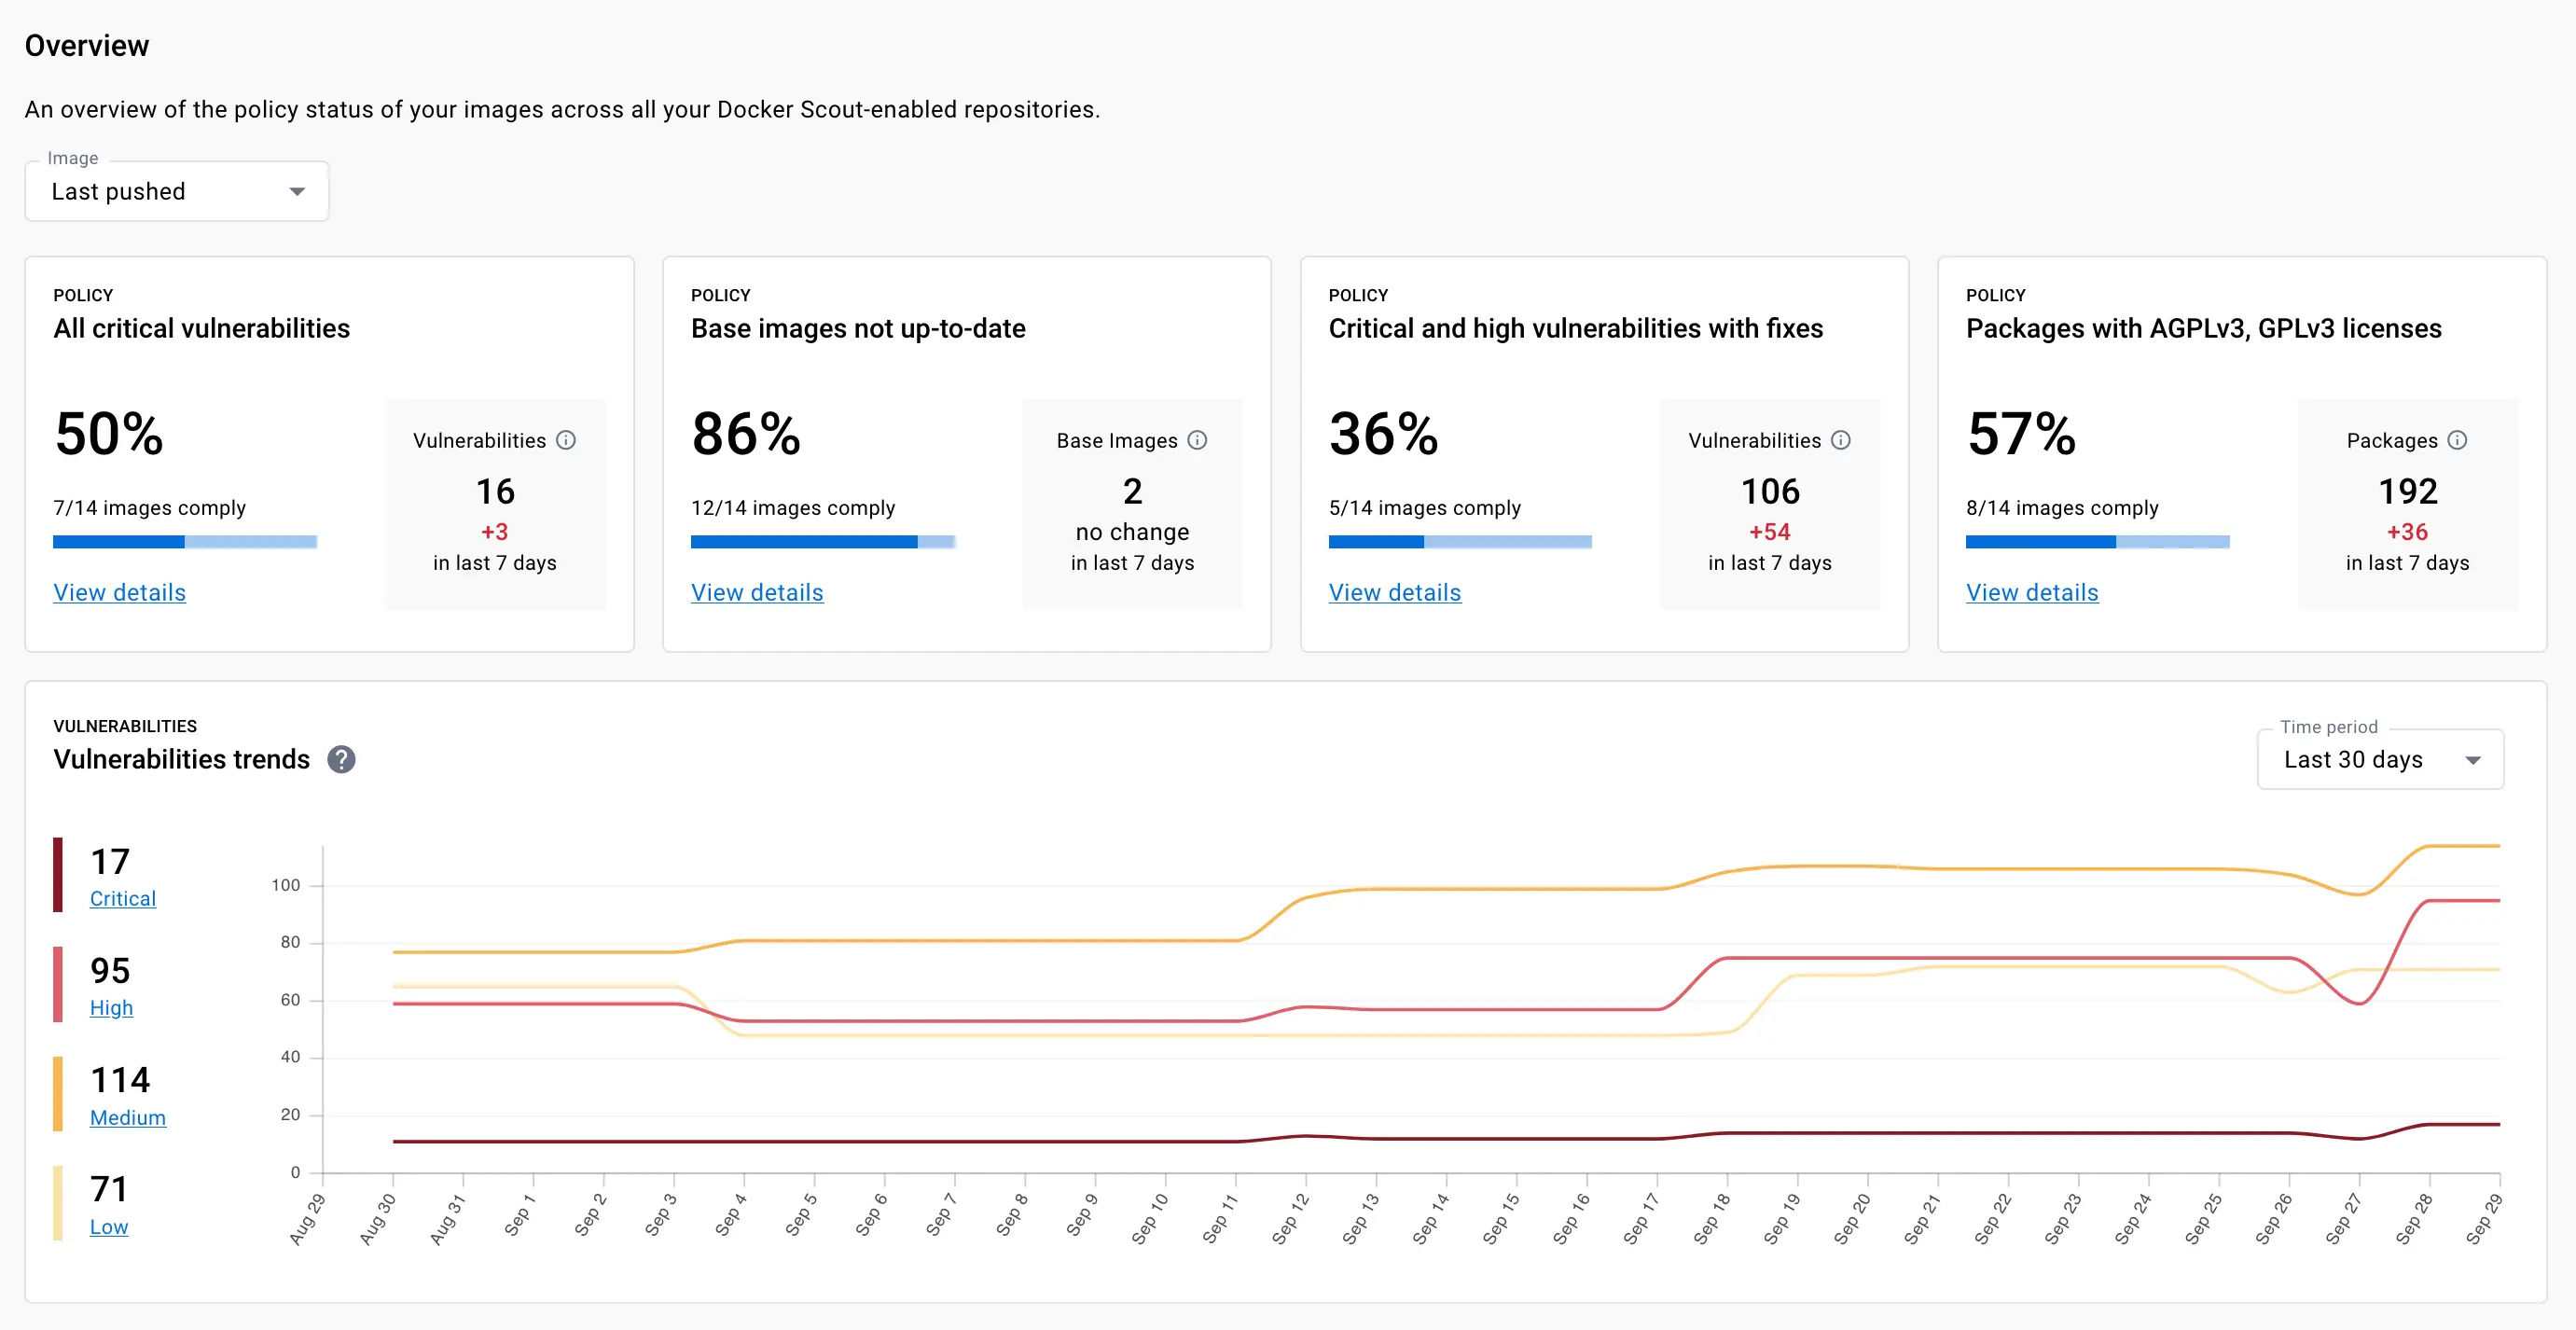 Overview
An overview of the policy status of your images across all your Docker Scout-enabled repositories.
Image
Last pushed
POLICY
All critical vulnerabilities
50%
7/14 images comply
View details
Vulnerabilities
16
+3
in last 7 days
POLICY
Base images not up-to-date
86%
12/14 images comply
View details
Base Images
2
no change
in last 7 days
POLICY
Critical and high vulnerabilities with fixes
36%
5/14 images comply
View details
Vulnerabilities
106
+54
in last 7 days
POLICY
Packages with AGPLv3, GPLv3 licenses
57%
8/14 images comply
View details
Packages
192
+36
in last 7 days
VULNERABILITIES
Vulnerabilities trends ?
Time period
Last 30 days
17
Critical
95
High
114
Medium
71
Low
100
80
60
40
20
0
Aug 29
Aug 30
Aug 31
Sep 1
Sep 2
Sep 3
Sep 4
Sep 5
Sep 6
Sep 7
Sep 8
Sep 9
Sep 10
Sep 11
Sep 12
Sep 13
Sep 14
Sep 15
Sep 16
Sep 17
Sep 18
Sep 19
Sep 20
Sep 21
Sep 22
Sep 23
Sep 24
Sep 25
Sep 26
Sep 27
Sep 28
Sep 29